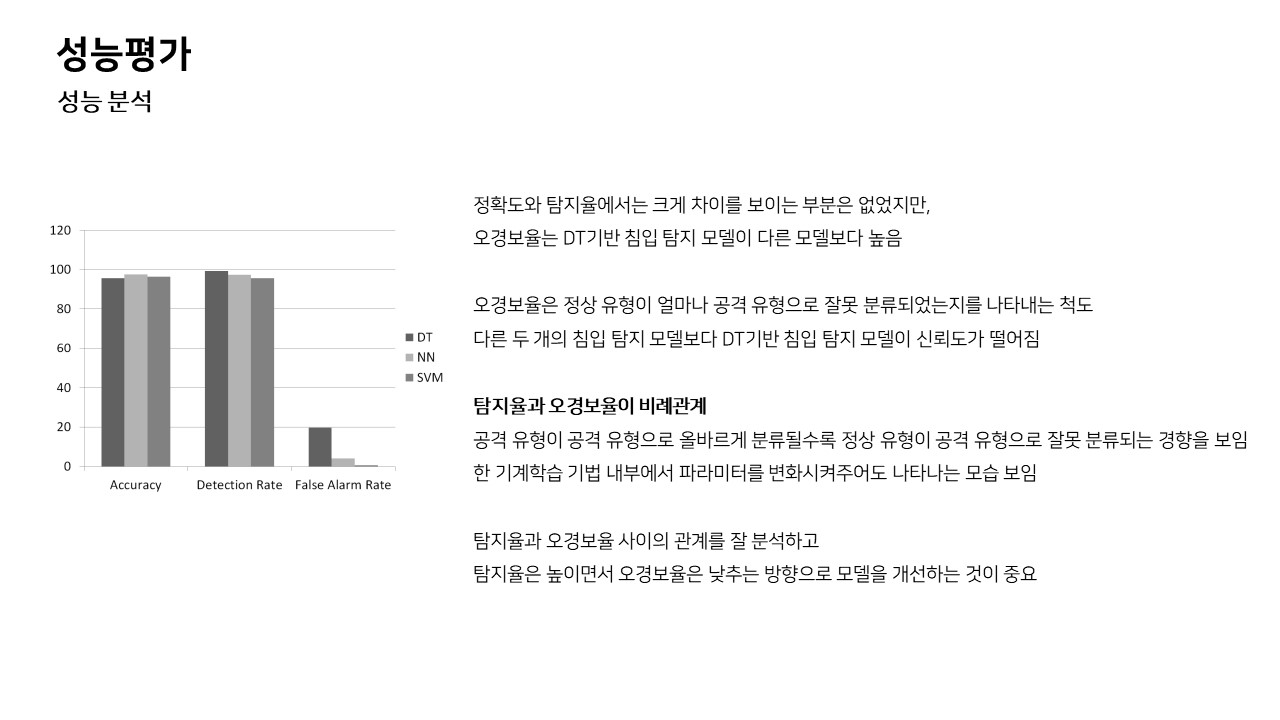 성능평가
성능 분석
120
100
80
60
40
20
0
Accuracy
Detection Rate
False Alarm Rate
DT
NN
SVM
정확도와 탐지율에서는 크게 차이를 보이는 부분은 없었지만,
오경보율는 DT기반 침입 탐지 모델이 다른 모델보다 높음
오경보율은 정상 유형이 얼마나 공격 유형으로 잘못 분류되었는지를 나타내는 척도
다른 두 개의 침입 탐지 모델보다 DT기반 침입 탐지 모델이 신뢰도가 떨어짐
탐지율과 오경보율이 비례관계
공격 유형이 공격 유형으로 올바르게 분류될수록 정상 유형이 공격 유형으로 잘못 분류되는 경향을 보임
한 기계학습 기법 내부에서 파라미터를 변화시켜주어도 나타나는 모습 보임
탐지율과 오경보율 사이의 관계를 잘 분석하고
탐지율은 높이면서 오경보율은 낮추는 방향으로 모델을 개선하는 것이 중요